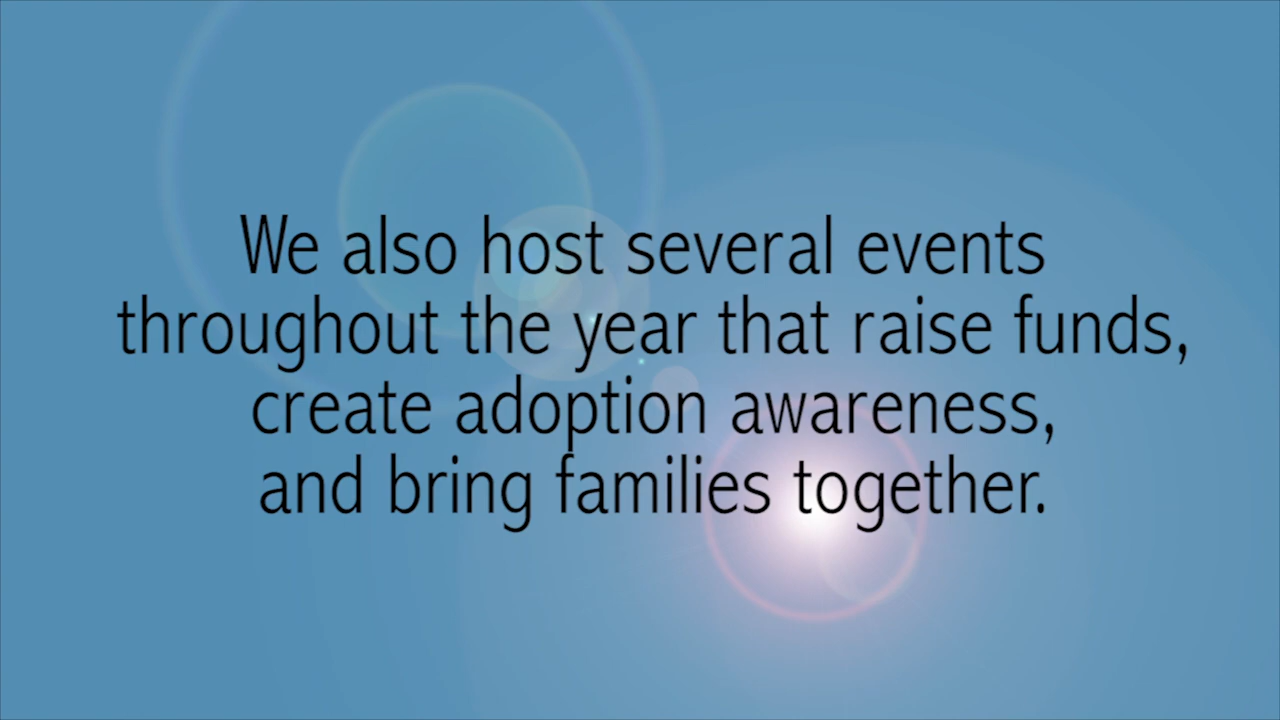 We also host several events
throughout the year that raise funds,
create adoption awareness,
and bring families together.